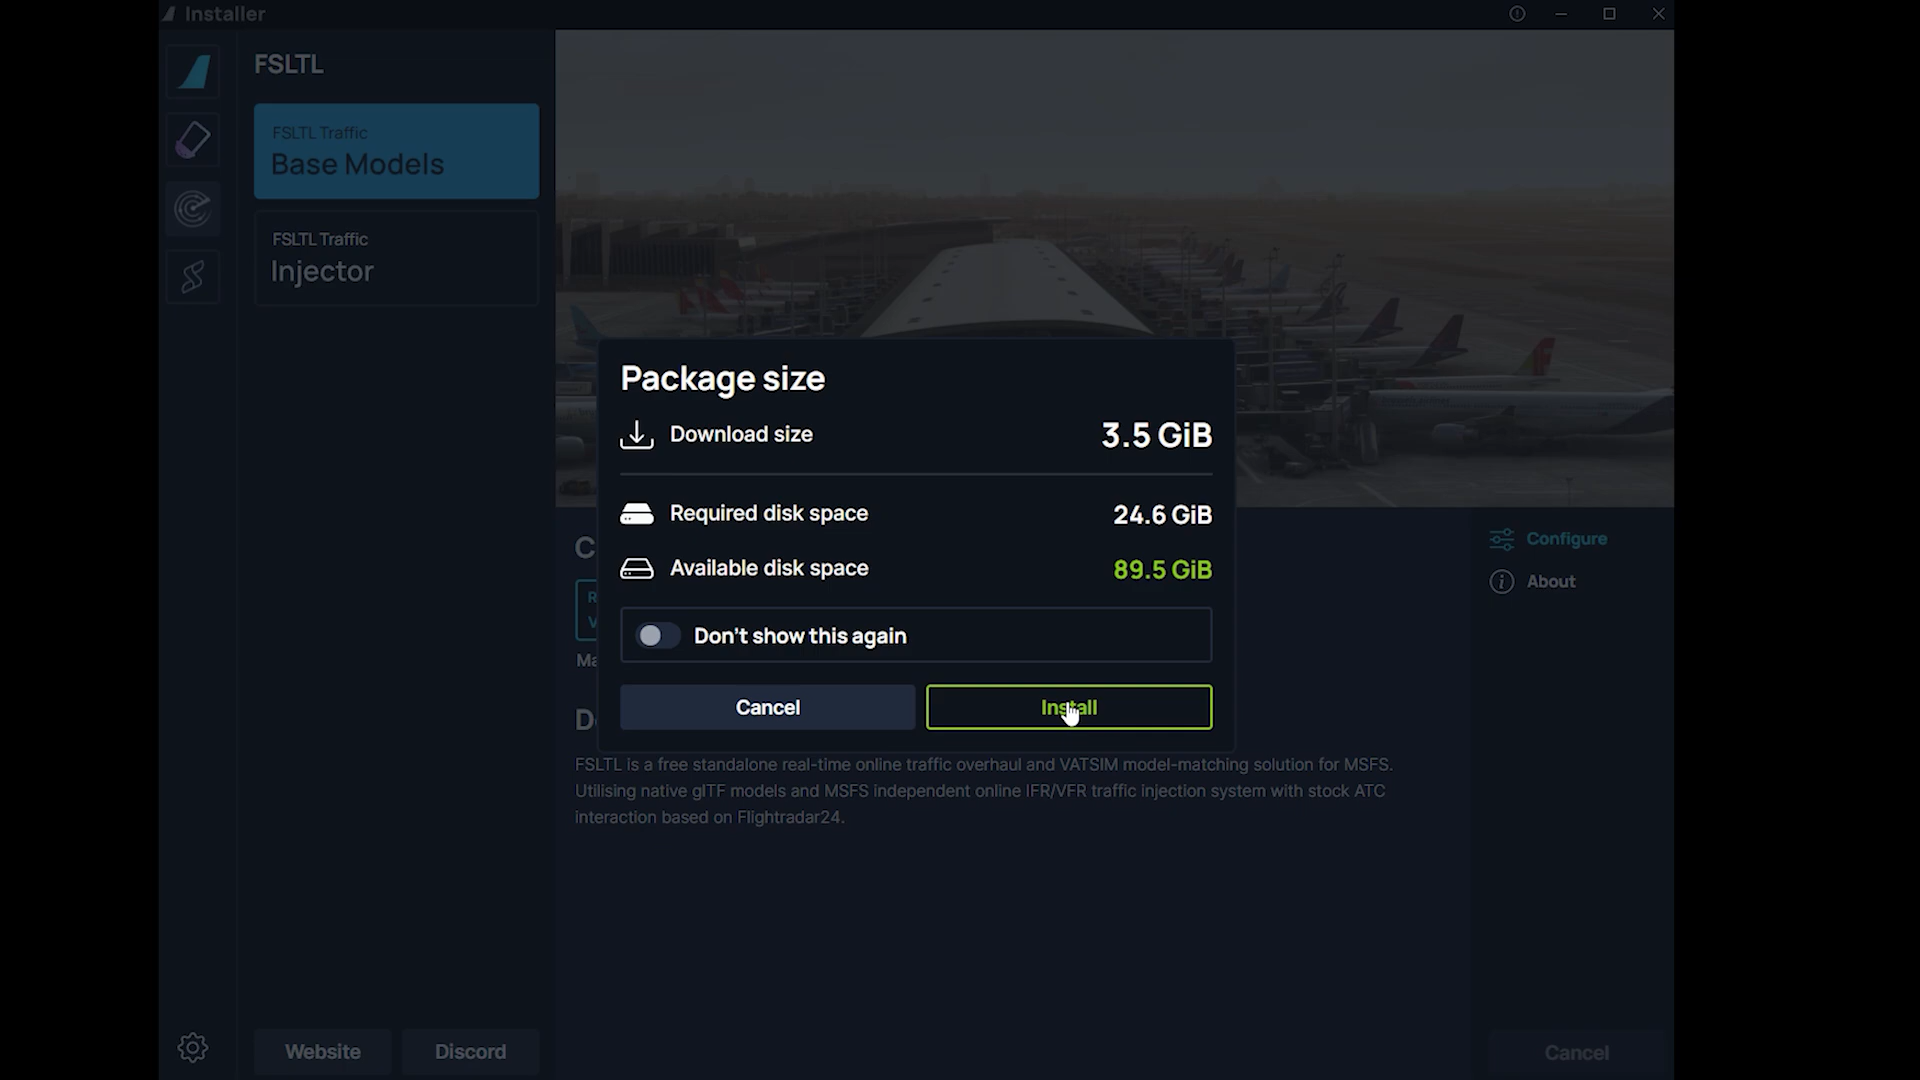 Installer
FSLTL
FSLTL Traffic
Base Models
FSLTL Traffic
Injector
Package size
Download size
3.5 GiB
Required disk space
24.6 GiB
Available disk space
89.5 GiB
Don't show this again
Cancel
Install
Configure
About
FSLTL is a free standalone real-time online traffic overhaul and VATSIM model-matching solution for MSFS.
Utilising native glTF models and MSFS independent online IFR/VFR traffic injection system with stock ATC
interaction based on Flightradar24.
Website
Discord
Cancel